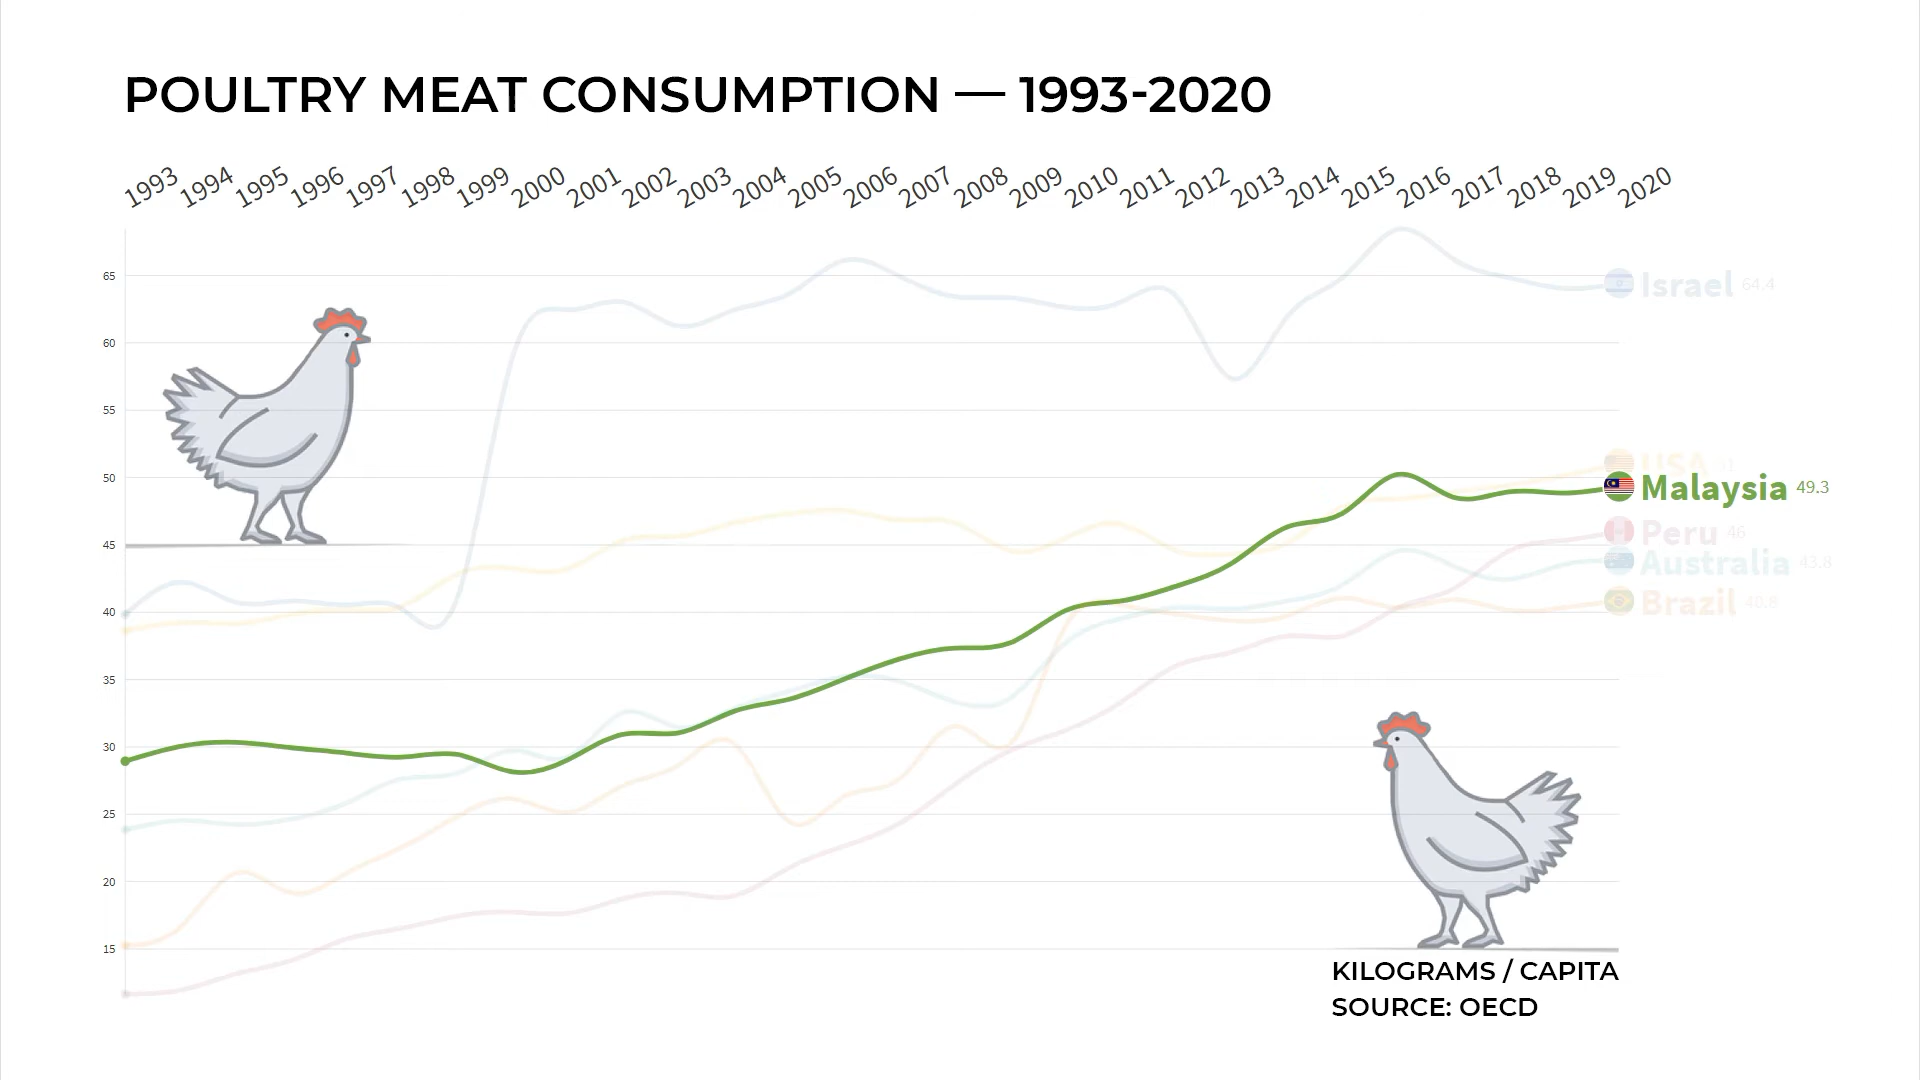 POULTRY MEAT CONSUMPTION — 1993-2020
1993 1994 1995 1996 1997 1998 1999 2000 2001 2002 2003 2004 2005 2006 2007 2008 2009 2010 2011 2012 2013 2014 2015 2016 2017 2018 2019 2020
65
Israel 64.4
60
55
USA 51
50
Malaysia 49.3
Peru 46
45
Australia 43.8
Brazil 40.8
40
35
30
25
20
15
KILOGRAMS / CAPITA
SOURCE: OECD